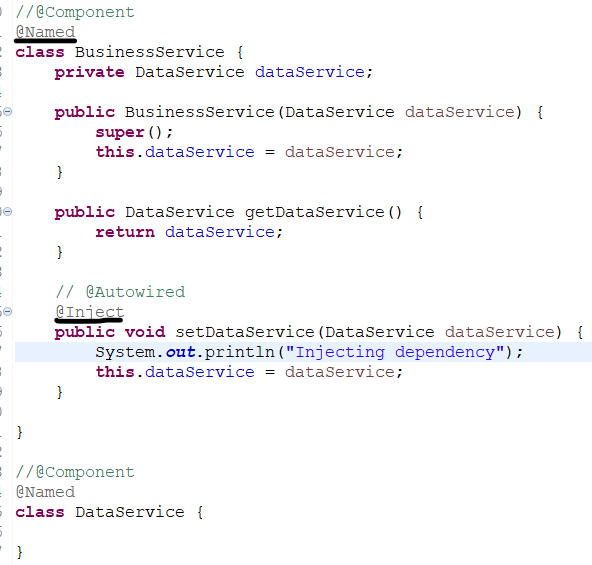 //@Component
@Named
class BusinessService {
private DataService dataService;
public BusinessService(DataService dataService) {
super();
this.dataService = dataService;
}
public DataService getDataService() {
return dataService;
}
// @Autowired
@Inject
public void setDataService(DataService dataService) {
System.out.println("Injecting dependency");
this.dataService = dataService;
}
}
//@Component
@Named
class DataService {
}